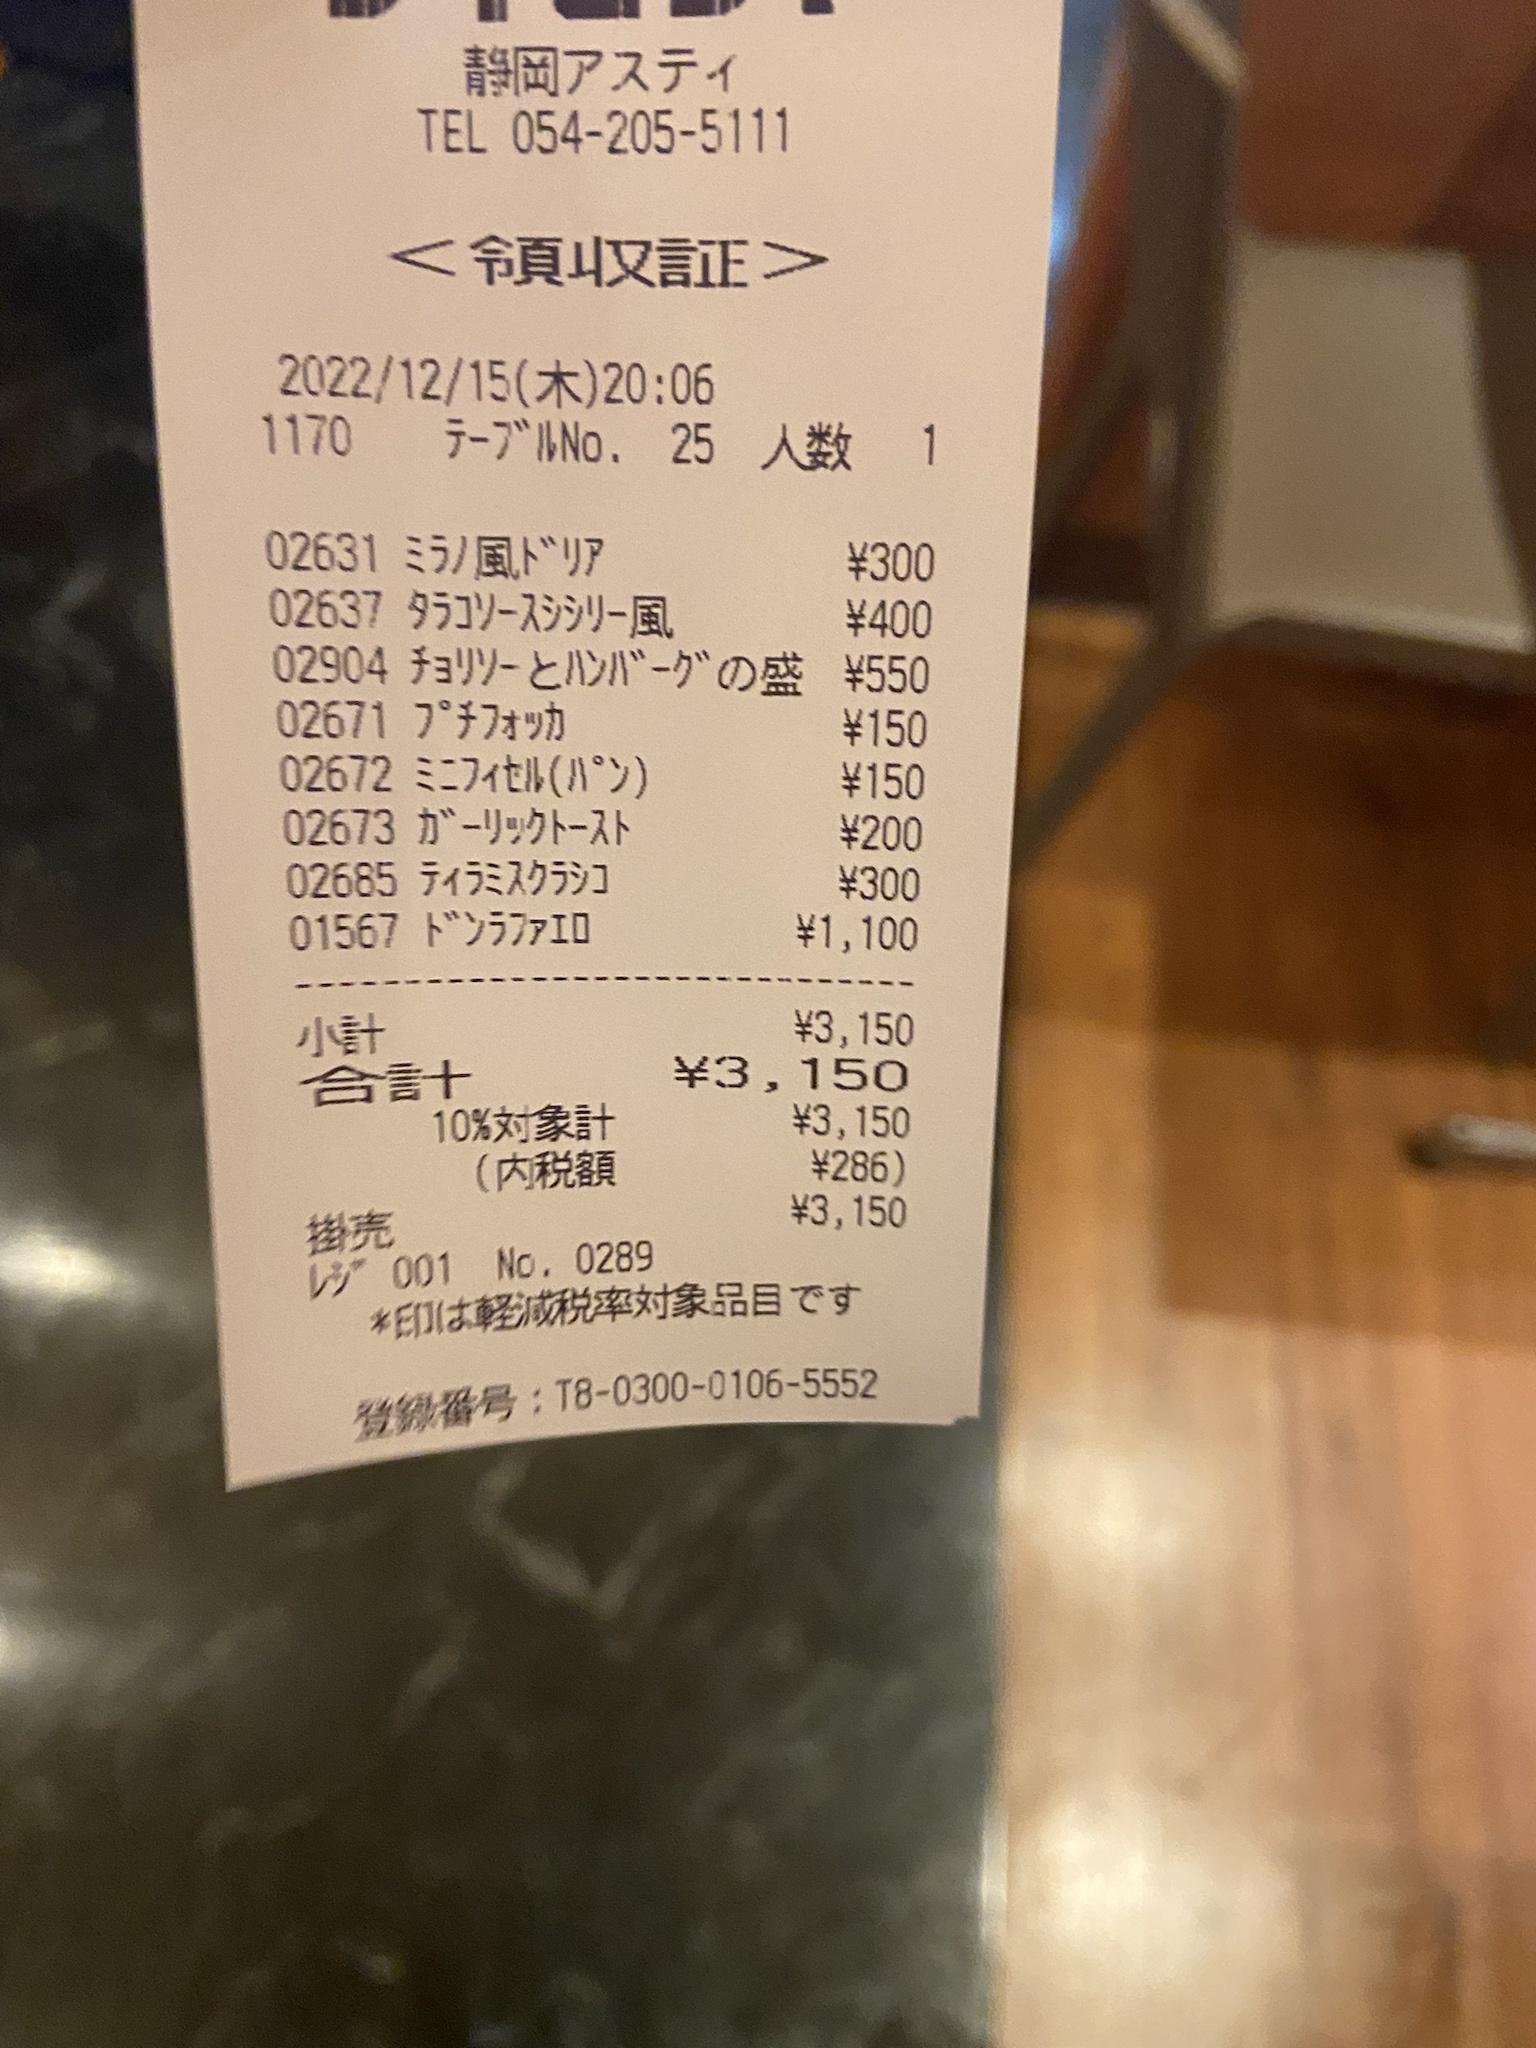 静岡アスティ
TEL 054-205-5111
＜領収証＞
2022/12/15(木)20:06
1170 ﾃｰﾌﾞﾙNo. 25 人数 1
02631 ﾐﾗﾉ風ﾄﾞﾘｱ ¥300
02637 ﾀﾗｺｿｰｽｼｼﾘｰ風 ¥400
02904 ﾁｮﾘｿｰとﾊﾝﾊﾞｰｸﾞの盛 ¥550
02671 ﾌﾟﾁﾌｫｯｶ ¥150
02672 ﾐﾆﾌｨｾﾙ(ﾊﾟﾝ) ¥150
02673 ｶﾞｰﾘｯｸﾄｰｽﾄ ¥200
02685 ﾃｨﾗﾐｽｸﾗｼｺ ¥300
01567 ﾄﾞﾝﾗﾌｧｴﾛ ¥1,100
小計 ¥3,150
合計 ¥3,150
10%対象計 ¥3,150
(内税額 ¥286)
掛売 ¥3,150
ﾚｼﾞ 001 No. 0289
*印は軽減税率対象品目です
登録番号：T8-0300-0106-5552